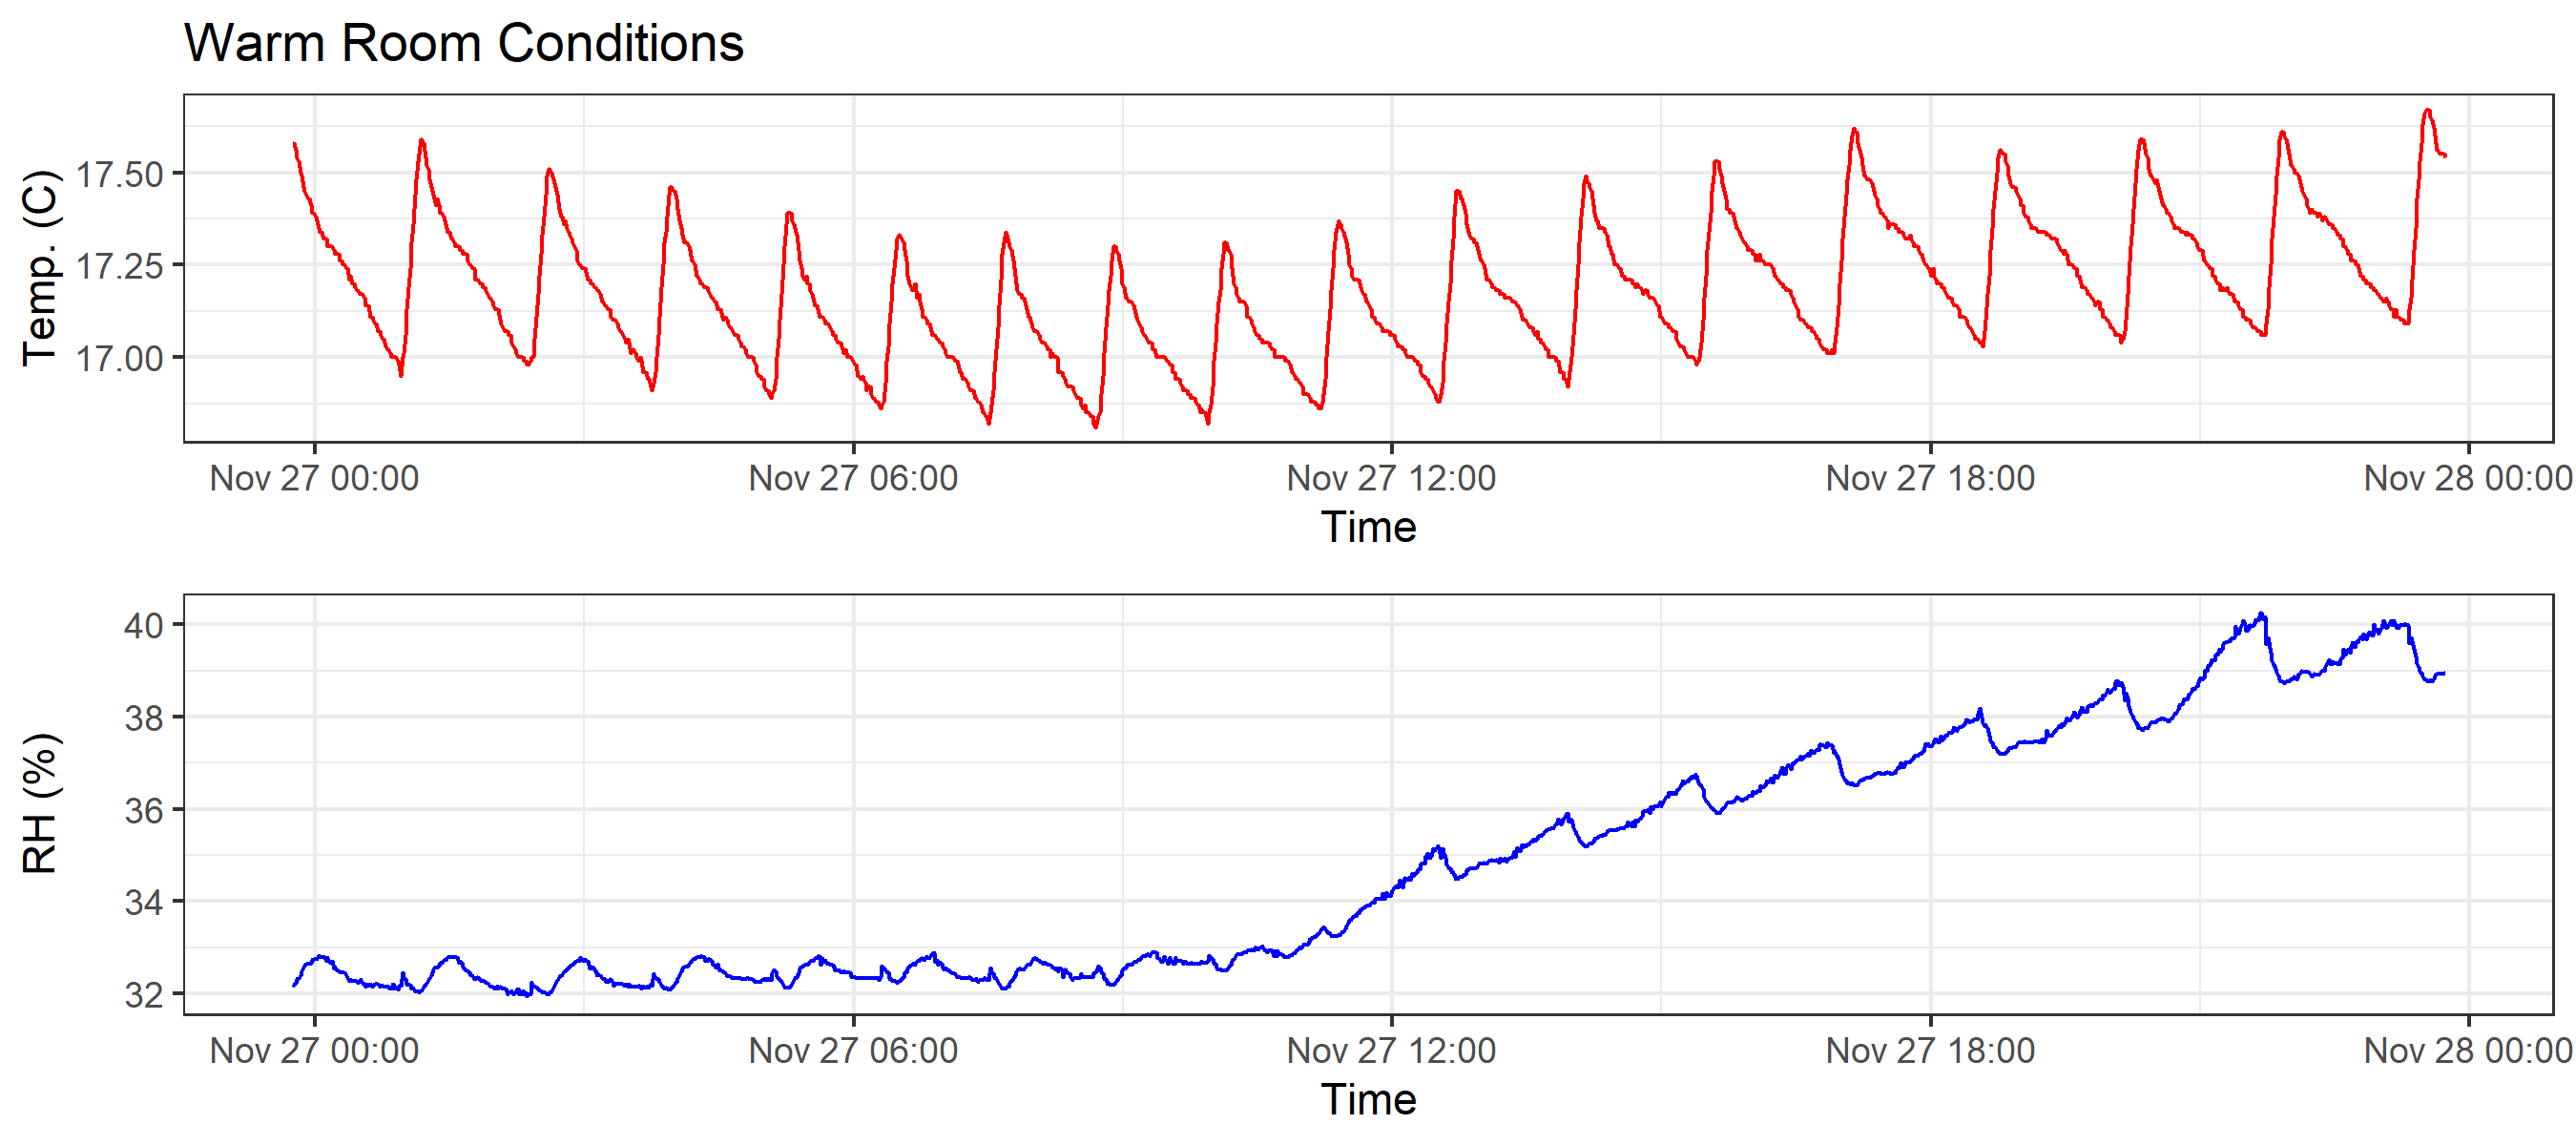 Warm Room Conditions
Temp. (C)
17.50
17.25
17.00
Nov 27 00:00 Nov 27 06:00 Nov 27 12:00 Nov 27 18:00 Nov 28 00:00
Time
RH (%)
40
38
36
34
32
Nov 27 00:00 Nov 27 06:00 Nov 27 12:00 Nov 27 18:00 Nov 28 00:00
Time